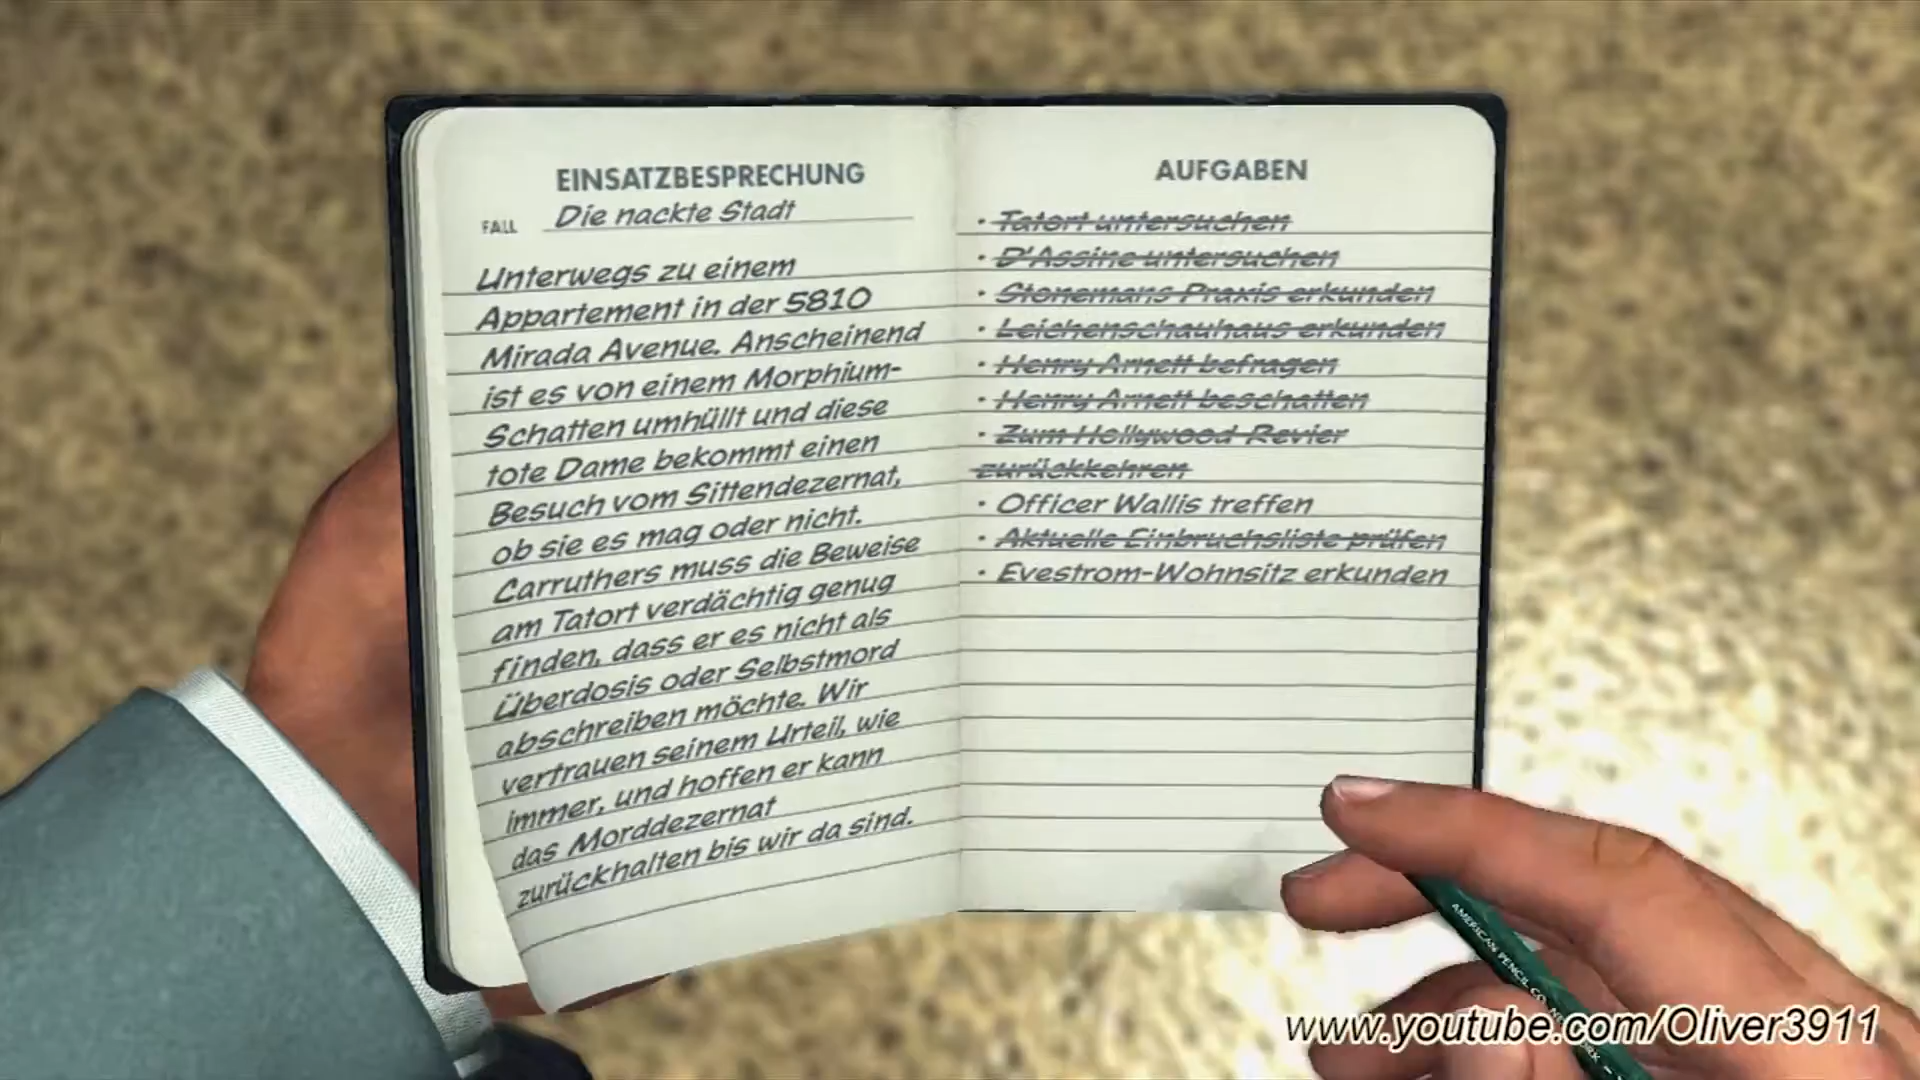 EINSATZBESPRECHUNG
FALL Die nackte Stadt
Unterwegs zu einem
Appartement in der 5810
Mirada Avenue. Anscheinend
ist es von einem Morphium-
Schatten umhüllt und diese
tote Dame bekommt einen
Besuch vom Sittendezernat,
ob sie es mag oder nicht.
Carruthers muss die Beweise
am Tatort verdächtig genug
finden, dass er es nicht als
Überdosis oder Selbstmord
abschreiben möchte. Wir
vertrauen seinem Urteil, wie
immer, und hoffen er kann
das Morddezernat
zurückhalten bis wir da sind.
AUFGABEN
• Tatort untersuchen
• D'Assine untersuchen
• Stonemans Praxis erkunden
• Leichenschauhaus erkunden
• Henry Arnett befragen
• Henry Arnett beschatten
• Zum Hollywood-Revier
zurückkehren
• Officer Wallis treffen
• Aktuelle Einbruchsliste prüfen
• Evestrom-Wohnsitz erkunden
AMERICAN PENCIL CO.
www.youtube.com/Oliver3911